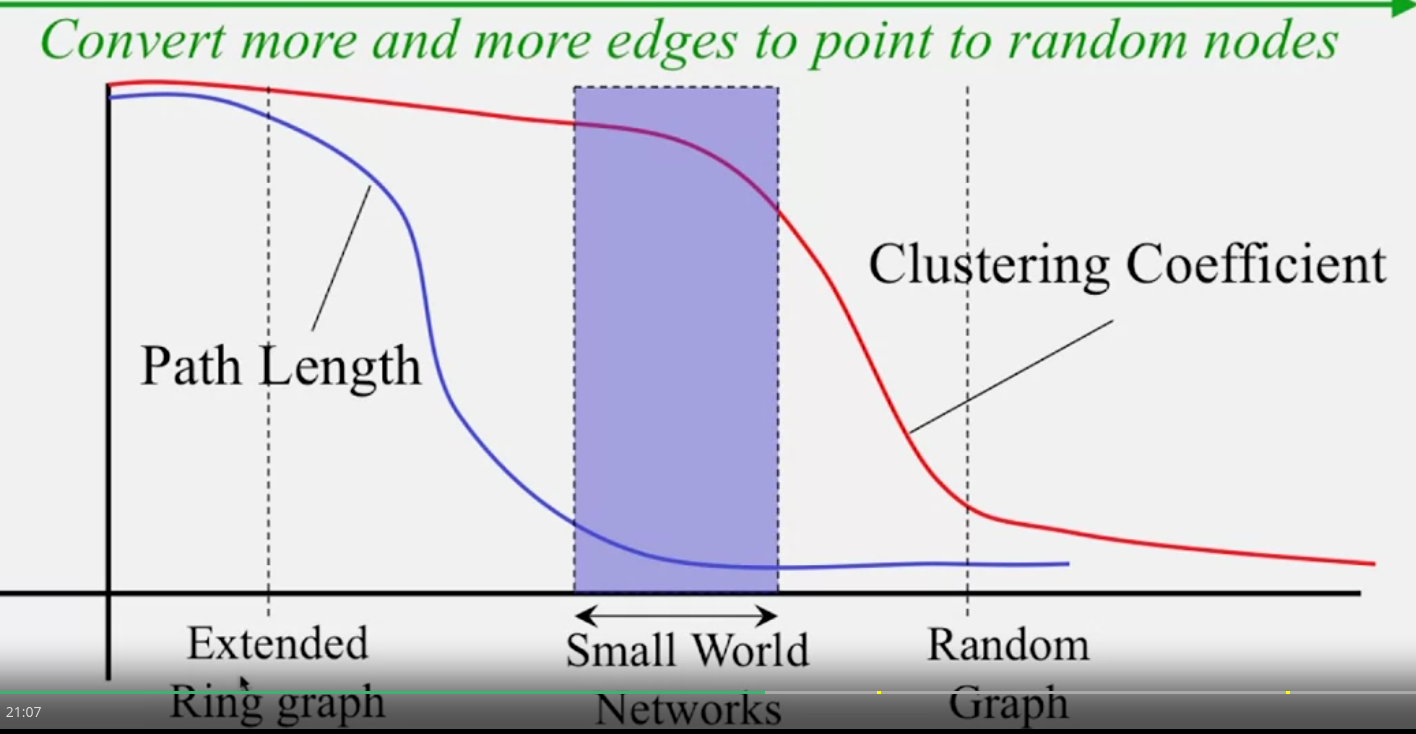 Convert more and more edges to point to random nodes
Clustering Coefficient
Path Length
Extended
Ring graph
Small World
Networks
Random
Graph
21:07